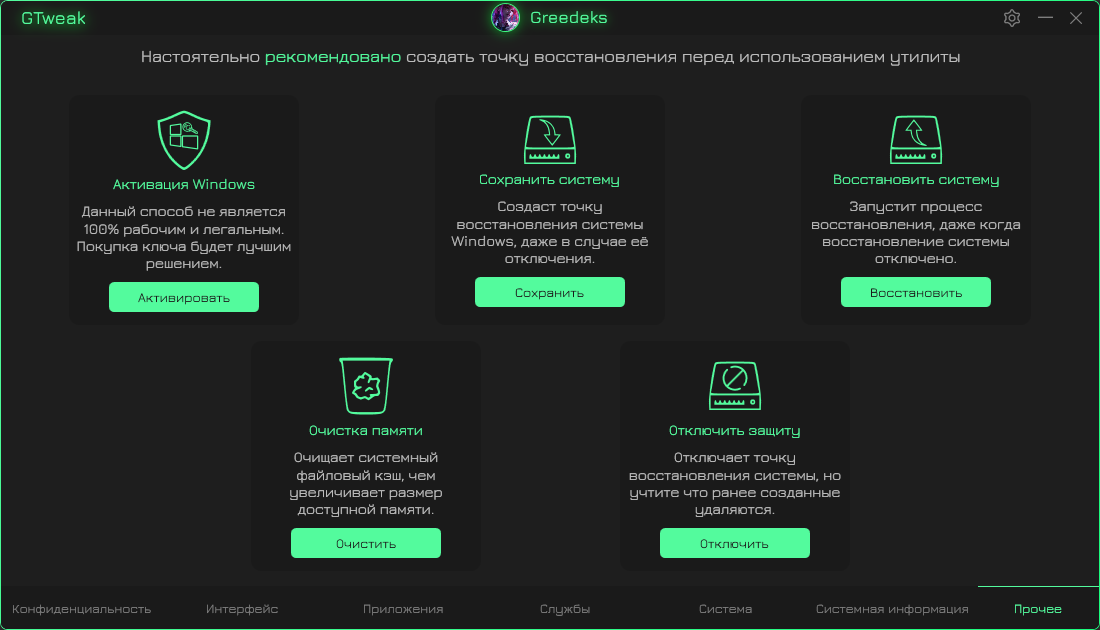 GTweak
Greedeks
Настоятельно рекомендовано создать точку восстановления перед использованием утилиты
Активация Windows
Данный способ не является
100% рабочим и легальным.
Покупка ключа будет лучшим
решением.
Активировать
Сохранить систему
Создаст точку
восстановления системы
Windows, даже в случае её
отключения.
Сохранить
Восстановить систему
Запустит процесс
восстановления, даже когда
восстановление системы
отключено.
Восстановить
Очистка памяти
Очищает системный
файловый кэш, чем
увеличивает размер
доступной памяти.
Очистить
Отключить защиту
Отключает точку
восстановления системы, но
учтите что ранее созданные
удаляются.
Отключить
Конфиденциальность
Интерфейс
Приложения
Службы
Система
Системная информация
Прочее